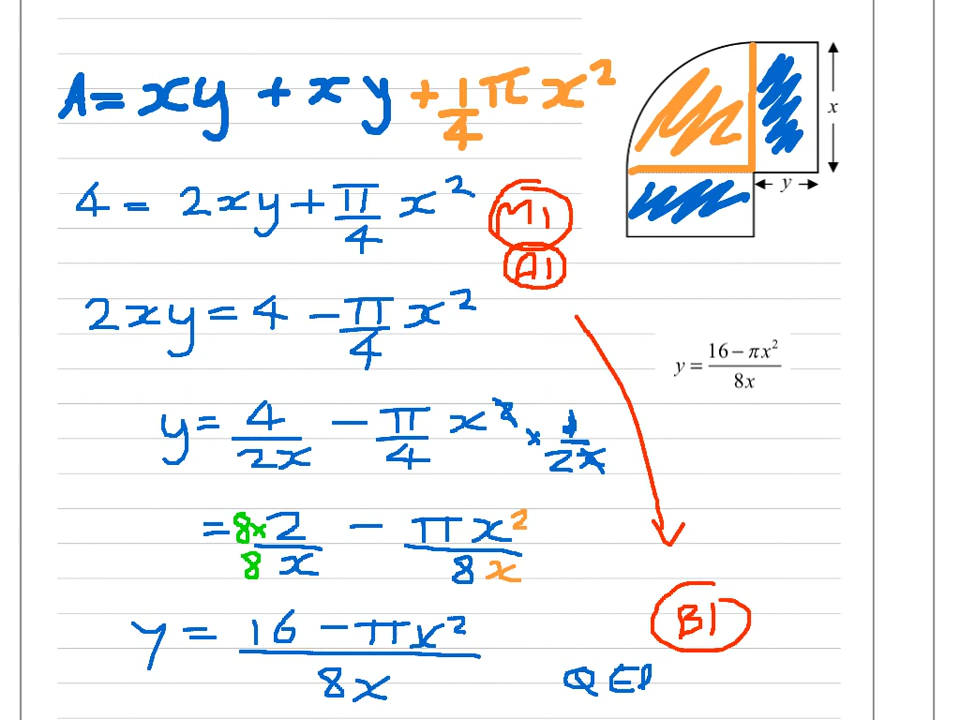 A = xy + xy + 1/4 πx²
x
y
4 = 2xy + π/4 x²
M1
A1
2xy = 4 - π/4 x²
y = (16 - πx²)/8x
y = 4/2x - π/4 x² × 1/2x
= 8×2/8x - πx²/8x
y = (16 - πx²)/8x
B1
QED